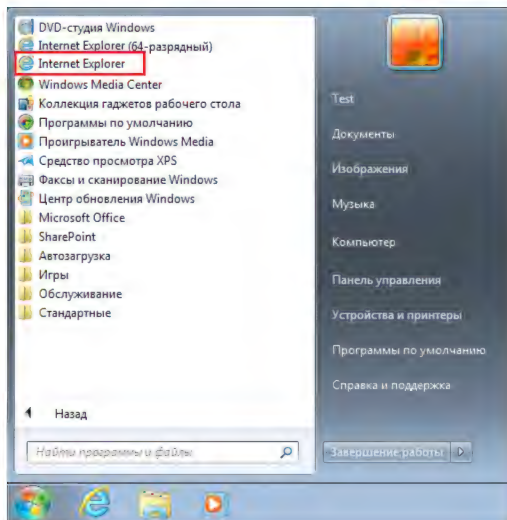 DVD-студия Windows
Internet Explorer (64-разрядный)
Internet Explorer
Windows Media Center
Коллекция гаджетов рабочего стола
Программы по умолчанию
Проигрыватель Windows Media
Средство просмотра XPS
Факсы и сканирование Windows
Центр обновления Windows
Microsoft Office
SharePoint
Автозагрузка
Игры
Обслуживание
Стандартные
Назад
Найти программы и файлы
Test
Документы
Изображения
Музыка
Компьютер
Панель управления
Устройства и принтеры
Программы по умолчанию
Справка и поддержка
Завершение работы